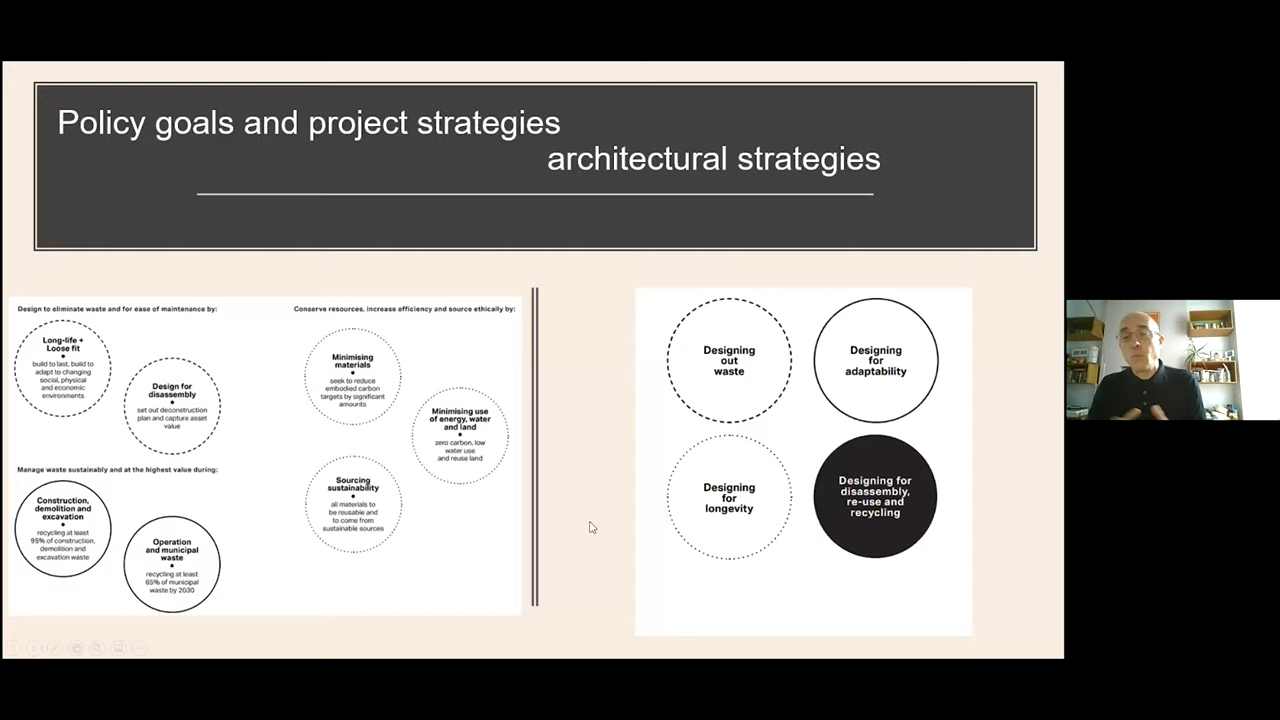 Policy goals and project strategies
architectural strategies
Design to eliminate waste and for ease of maintenance by:
Long-life +
Loose fit
build to last, build to
adapt to changing
social, physical
and economic
environments
Design for
disassembly
set out deconstruction
plan and capture asset
value
Manage waste sustainably and at the highest value during:
Construction,
demolition and
excavation
recycling at least
95% of construction,
demolition and
excavation waste
Operation
and municipal
waste
recycling at least
65% of municipal
waste by 2030
Conserve resources, increase efficiency and source ethically by:
Minimising
materials
seek to reduce
embodied carbon
targets by significant
amounts
Minimising use
of energy, water
and land
zero carbon, low
water use
and reuse land
Sourcing
sustainability
all materials to
be reusable and
to come from
sustainable sources
Designing
out
waste
Designing
for
adaptability
Designing
for
longevity
Designing for
disassembly,
re-use and
recycling